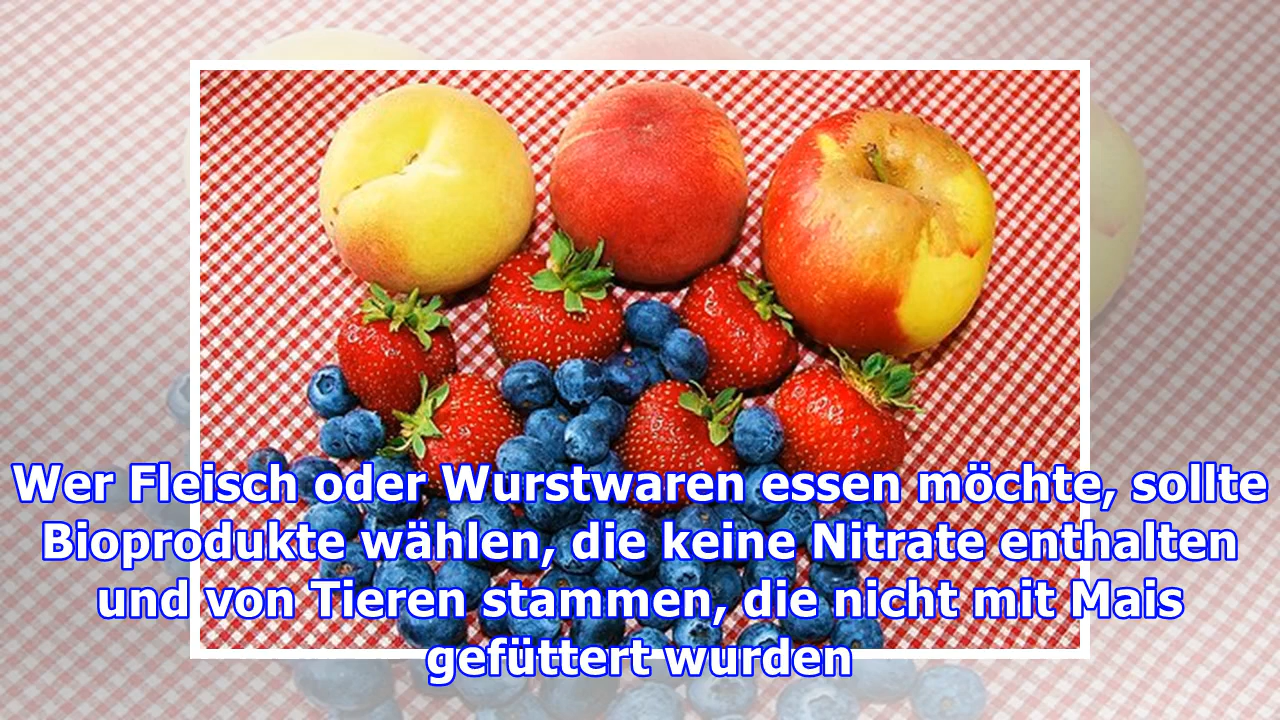 Wer Fleisch oder Wurstwaren essen möchte, sollte
Bioprodukte wählen, die keine Nitrate enthalten
und von Tieren stammen, die nicht mit Mais
gefüttert wurden